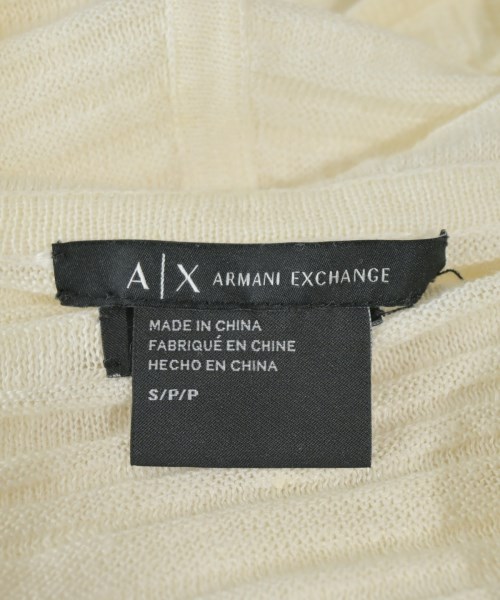 A|X ARMANI EXCHANGE
MADE IN CHINA
FABRIQUÉ EN CHINE
HECHO EN CHINA
S/P/P